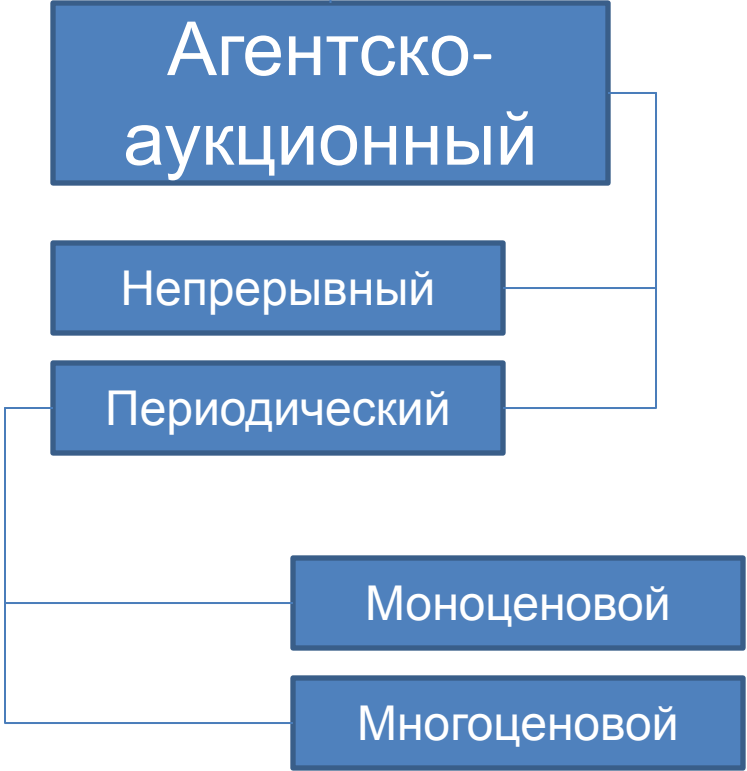 Агентско-
аукционный
Непрерывный
Периодический
Моноценовой
Многоценовой